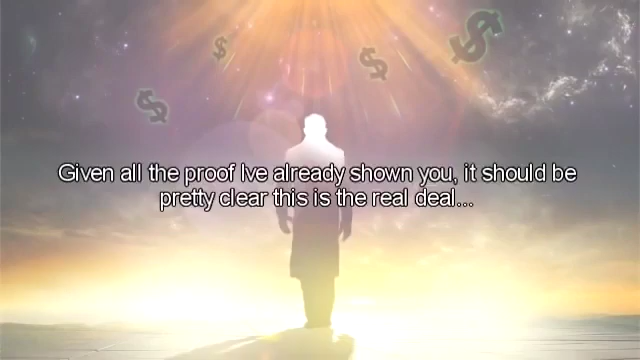 Given all the proof Ive already shown you, it should be
pretty clear this is the real deal...